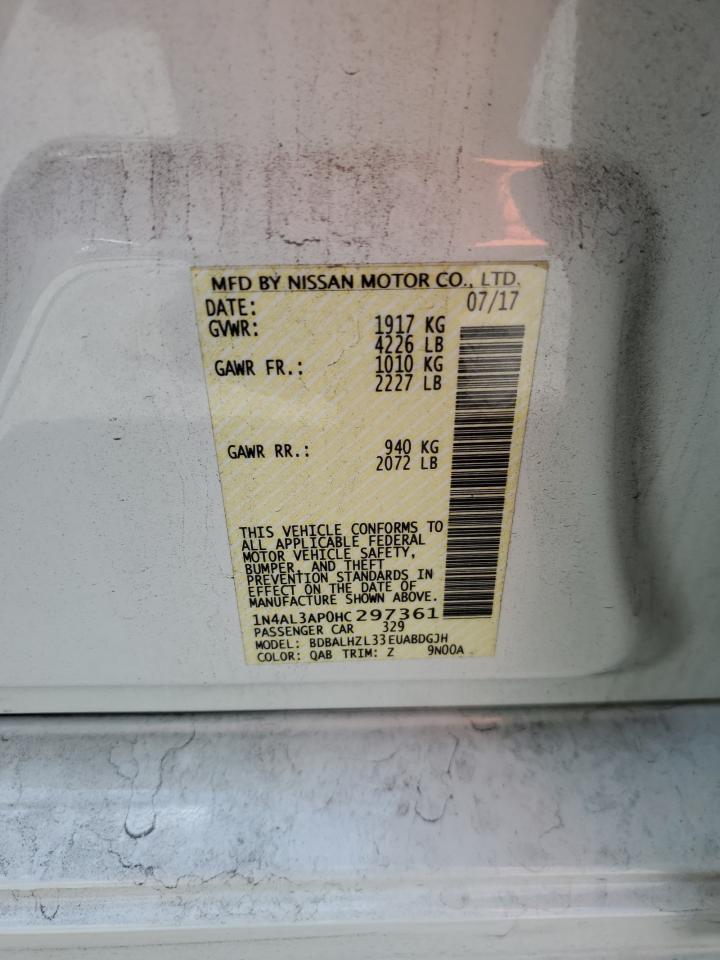 MFD BY NISSAN MOTOR CO., LTD.
DATE: 07/17
GVWR: 1917 KG
4226 LB
GAWR FR.: 1010 KG
2227 LB
GAWR RR.: 940 KG
2072 LB
THIS VEHICLE CONFORMS TO
ALL APPLICABLE FEDERAL
MOTOR VEHICLE SAFETY,
BUMPER, AND THEFT
PREVENTION STANDARDS IN
EFFECT ON THE DATE OF
MANUFACTURE SHOWN ABOVE.
1N4AL3AP0HC297361
PASSENGER CAR 329
MODEL: BDBALHZL33EUABDGJH
COLOR: QAB TRIM: Z 9N00A